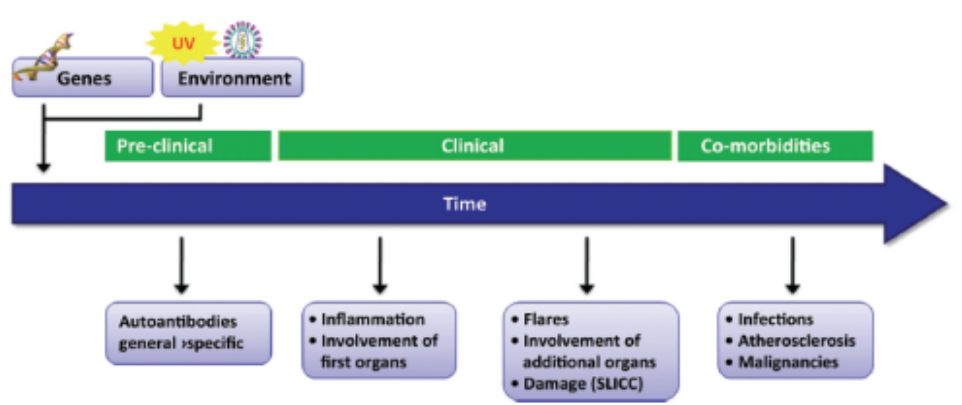 UV
Genes
Environment
Pre-clinical
Clinical
Co-morbidities
Time
Autoantibodies
general >specific
• Inflammation
• Involvement of
first organs
• Flares
• Involvement of
additional organs
• Damage (SLICC)
• Infections
• Atherosclerosis
• Malignancies